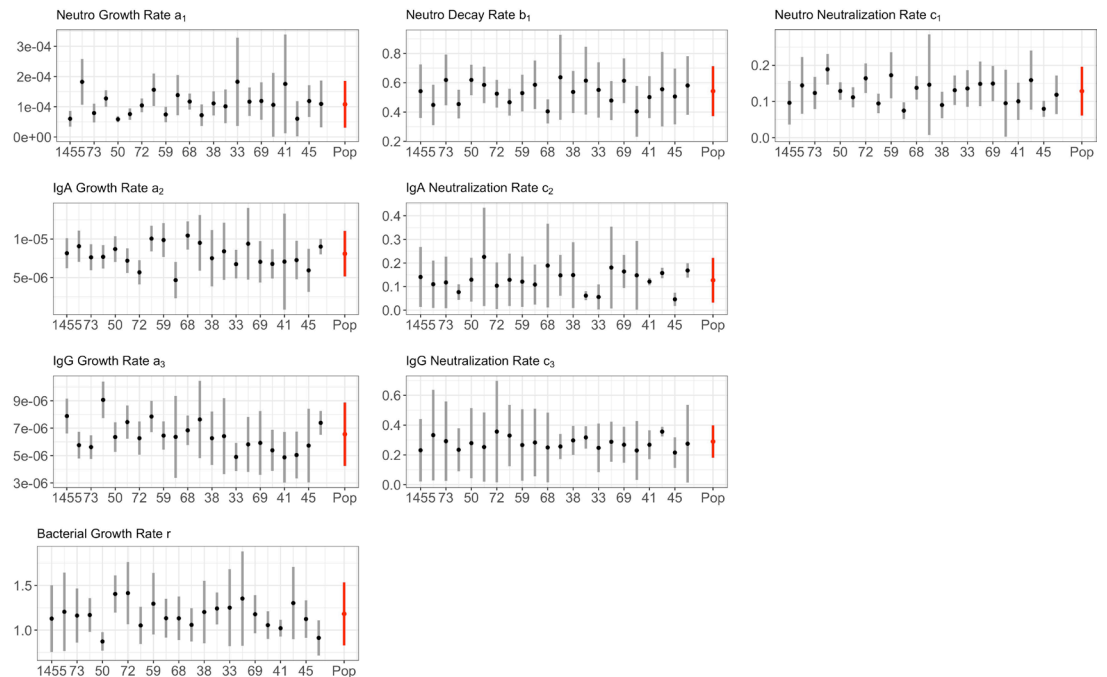 Neutro Growth Rate a₁
3e-04
2e-04
1e-04
0e+00
1455 73 50 72 59 68 38 33 69 41 45 Pop
Neutro Decay Rate b₁
0.8
0.6
0.4
0.2
1455 73 50 72 59 68 38 33 69 41 45 Pop
Neutro Neutralization Rate c₁
0.2
0.1
0.0
1455 73 50 72 59 68 38 33 69 41 45 Pop
IgA Growth Rate a₂
1e-05
5e-06
1455 73 50 72 59 68 38 33 69 41 45 Pop
IgA Neutralization Rate c₂
0.4
0.3
0.2
0.1
0.0
1455 73 50 72 59 68 38 33 69 41 45 Pop
IgG Growth Rate a₃
9e-06
7e-06
5e-06
3e-06
1455 73 50 72 59 68 38 33 69 41 45 Pop
IgG Neutralization Rate c₃
0.6
0.4
0.2
0.0
1455 73 50 72 59 68 38 33 69 41 45 Pop
Bacterial Growth Rate r
1.5
1.0
1455 73 50 72 59 68 38 33 69 41 45 Pop